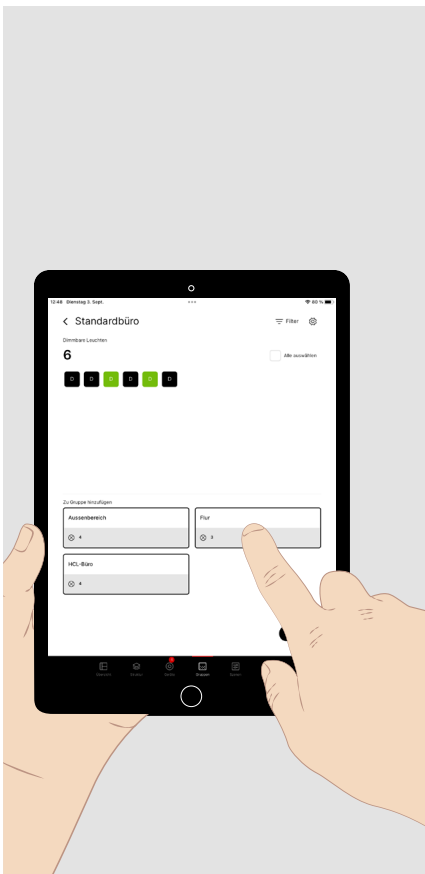 12:48 Dienstag 3. Sept.
60 %
Standardbüro
Filter
Dimmbare Leuchten
6
Alle auswählen
D D D D D D
Zu Gruppe hinzufügen
Aussenbereich
4
Flur
3
HCL-Büro
4
Gruppen